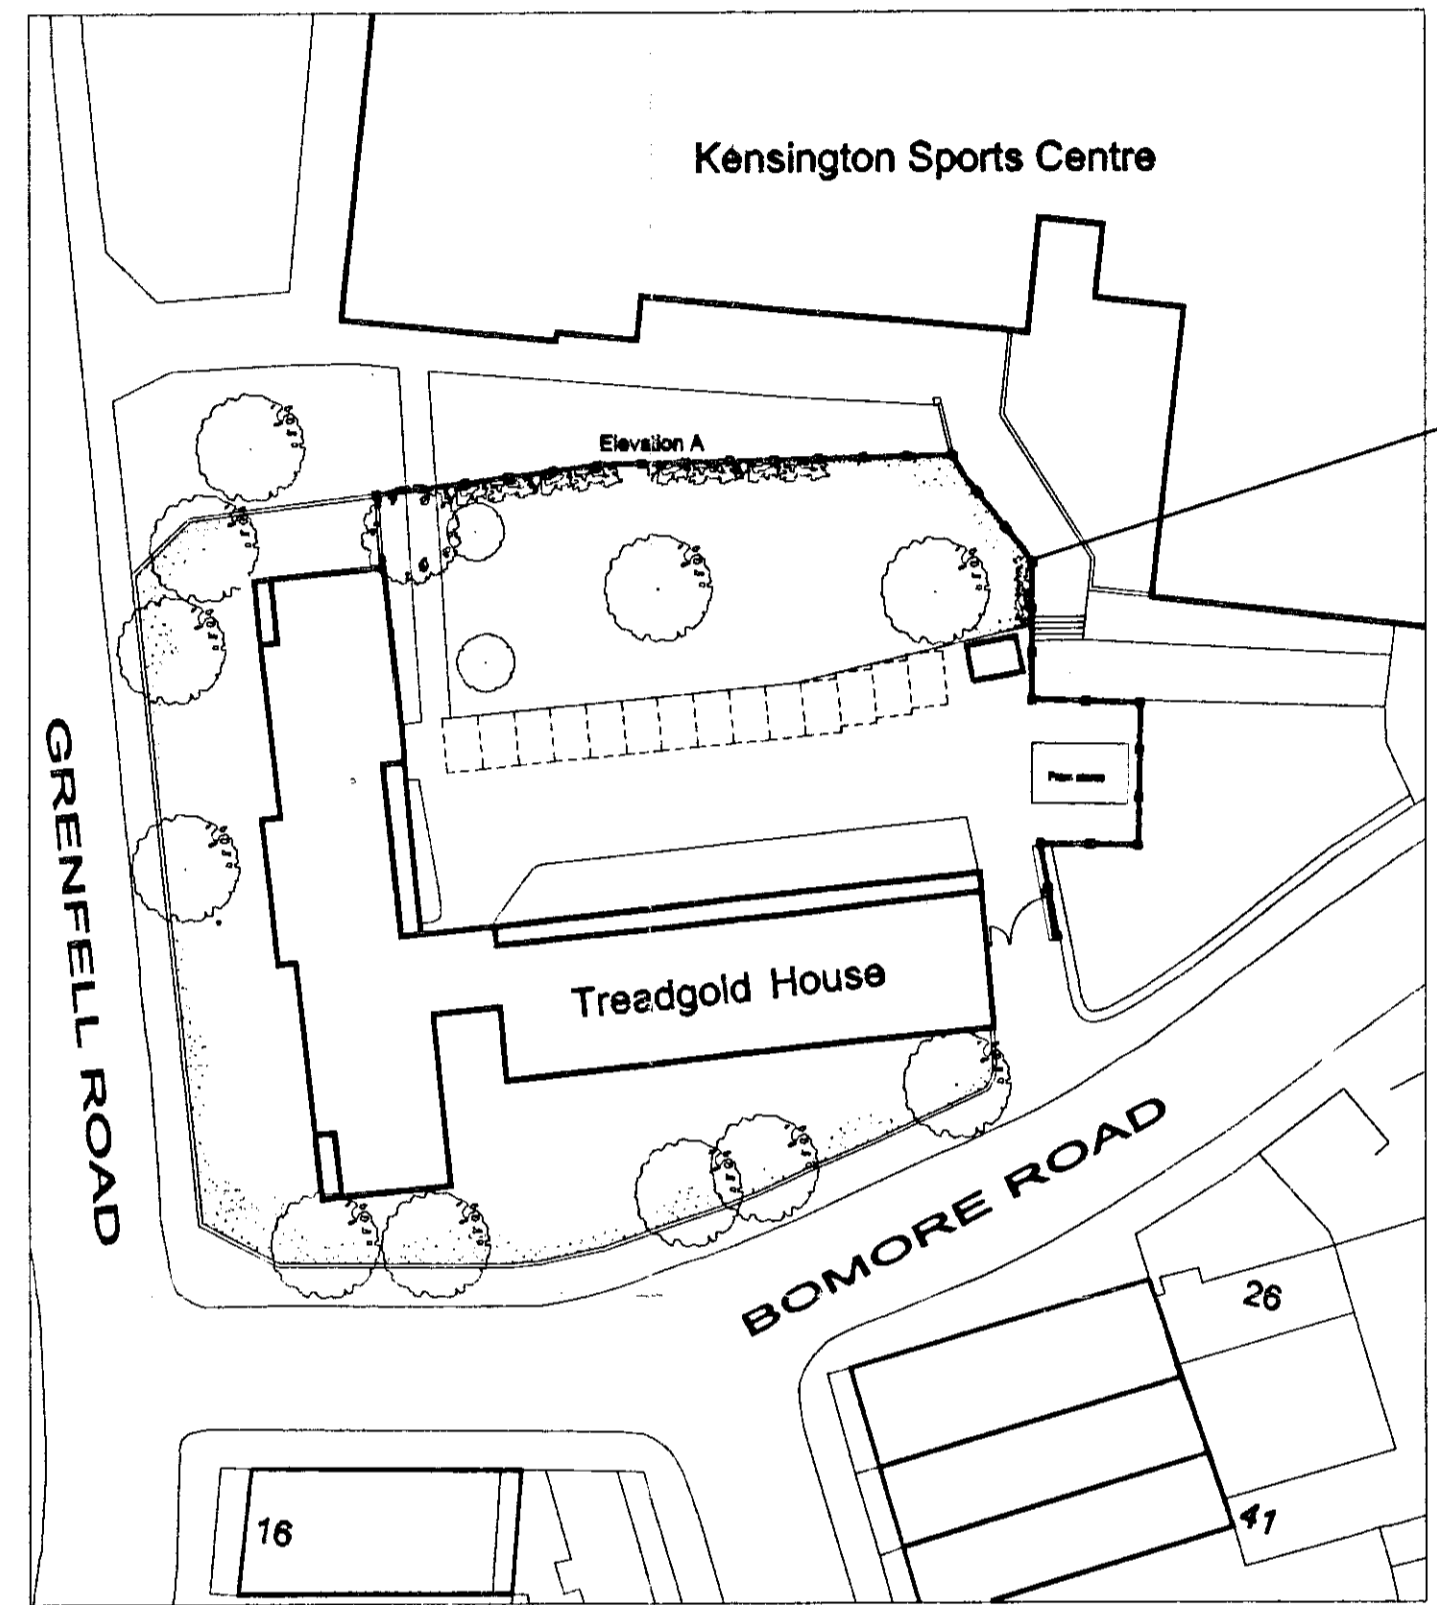 Kensington Sports Centre
Elevation A
GRENFELL ROAD
Treadgold House
BOMORE ROAD
26
16
41